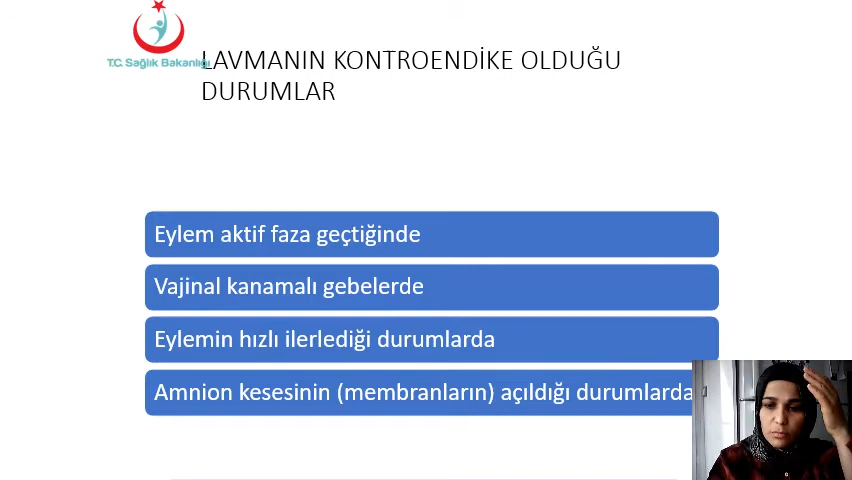 T.C. Sağlık Bakanlığı
LAVMANIN KONTROENDİKE OLDUĞU
DURUMLAR
Eylem aktif faza geçtiğinde
Vajinal kanamalı gebelerde
Eylemin hızlı ilerlediği durumlarda
Amnion kesesinin (membranların) açıldığı durumlarda